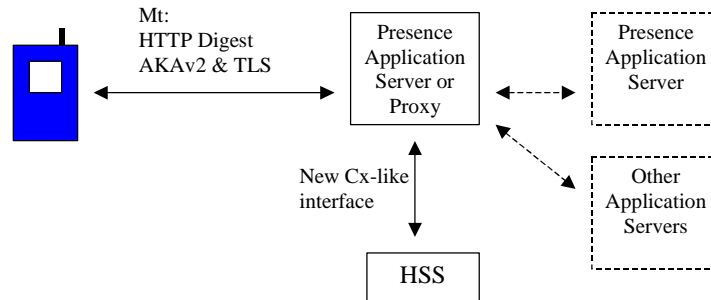 Mt:
HTTP Digest
AKAv2 & TLS
Presence
Application
Server or
Proxy
Presence
Application
Server
New Cx-like
interface
Other
Application
Servers
HSS